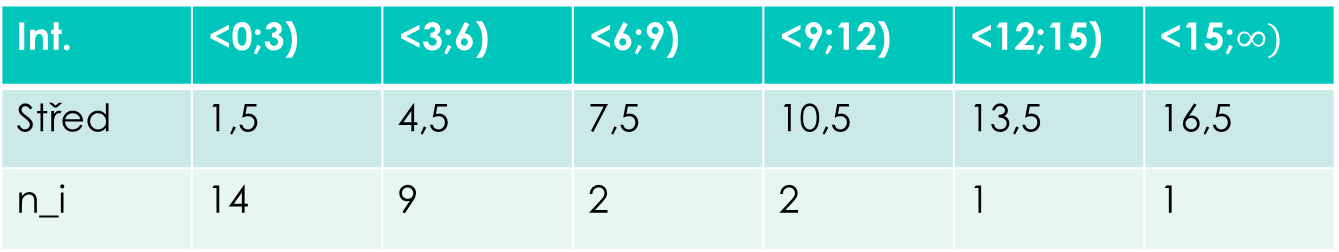 Int. <0;3) <3;6) <6;9) <9;12) <12;15) <15;∞)
Střed 1,5 4,5 7,5 10,5 13,5 16,5
n_i 14 9 2 2 1 1